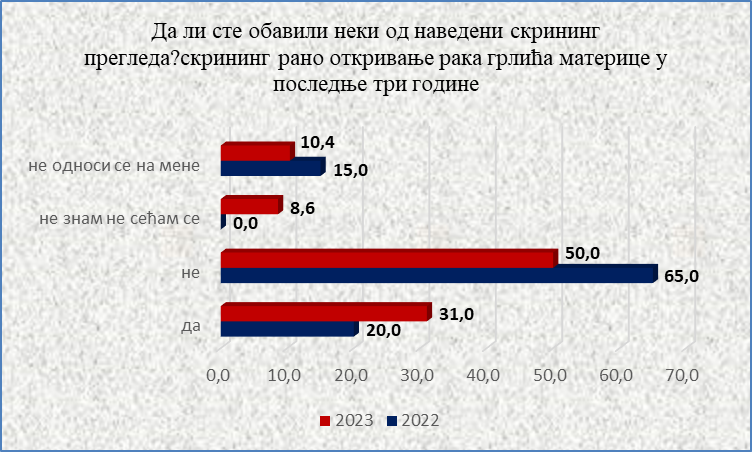 Да ли сте обавили неки од наведени скрининг
прегледа?скрининг рано откривање рака грлића материце у
последње три године
не односи се на мене
10,4
15,0
не знам не сећам се
8,6
0,0
не
50,0
65,0
да
31,0
20,0
0,0 10,0 20,0 30,0 40,0 50,0 60,0 70,0
2023 2022